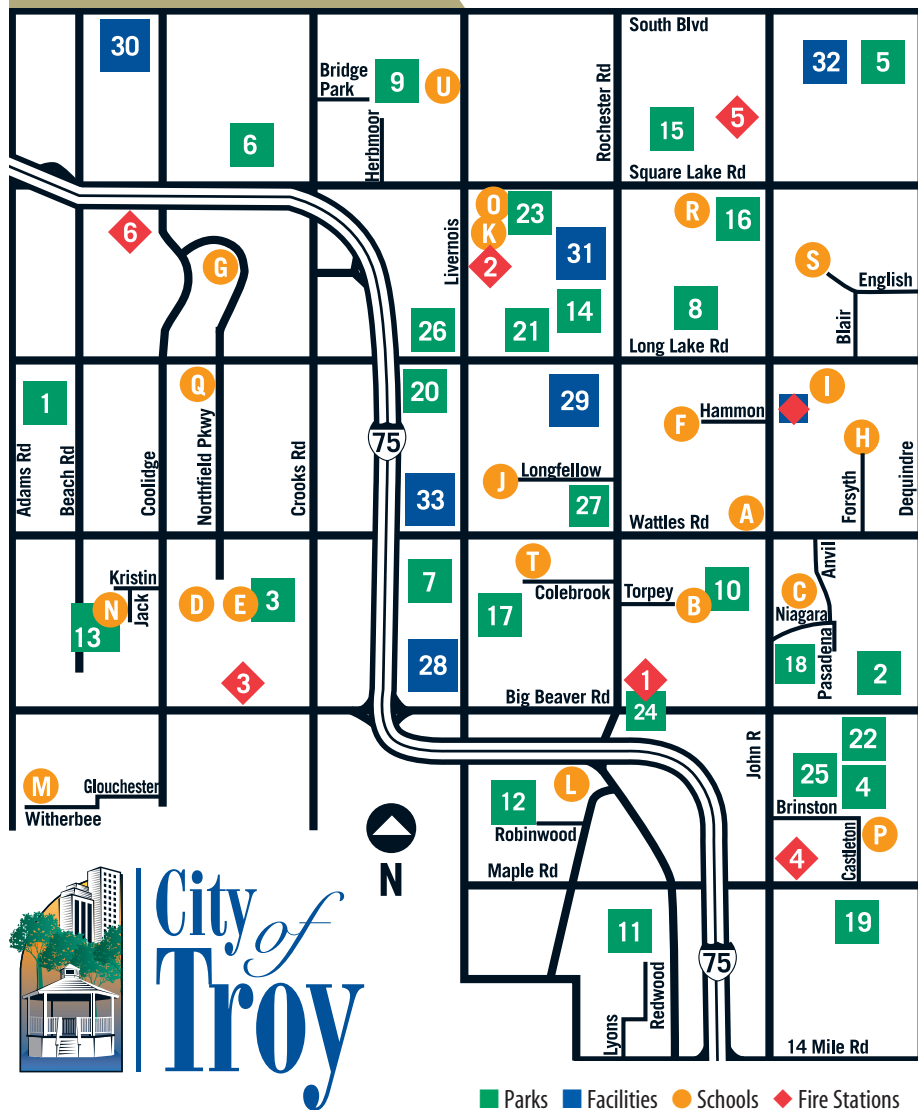 South Blvd
30
Bridge
Park
9
U
32
5
Rochester Rd
15
5
6
Herbmoor
Square Lake Rd
6
G
Livernois
O
K
2
23
31
R
16
S
English
Blair
26
21
14
8
Long Lake Rd
1
Q
20
29
F
Hammon
I
H
75
Adams Rd
Beach Rd
Coolidge
Northfield Pkwy
Crooks Rd
33
J
Longfellow
27
Wattles Rd
A
Forsyth
Dequindre
Kristin
N
Jack
13
D
E
3
3
7
28
T
Colebrook
17
Torpey
B
10
Anvil
C
Niagara
18
Pasadena
2
1
24
Big Beaver Rd
M
Glouchester
Witherbee
N
12
L
Robinwood
Maple Rd
John R
22
25
4
Brinston
4
Castleton
P
11
19
75
Redwood
Lyons
14 Mile Rd
City of
Troy
Parks Facilities Schools Fire Stations